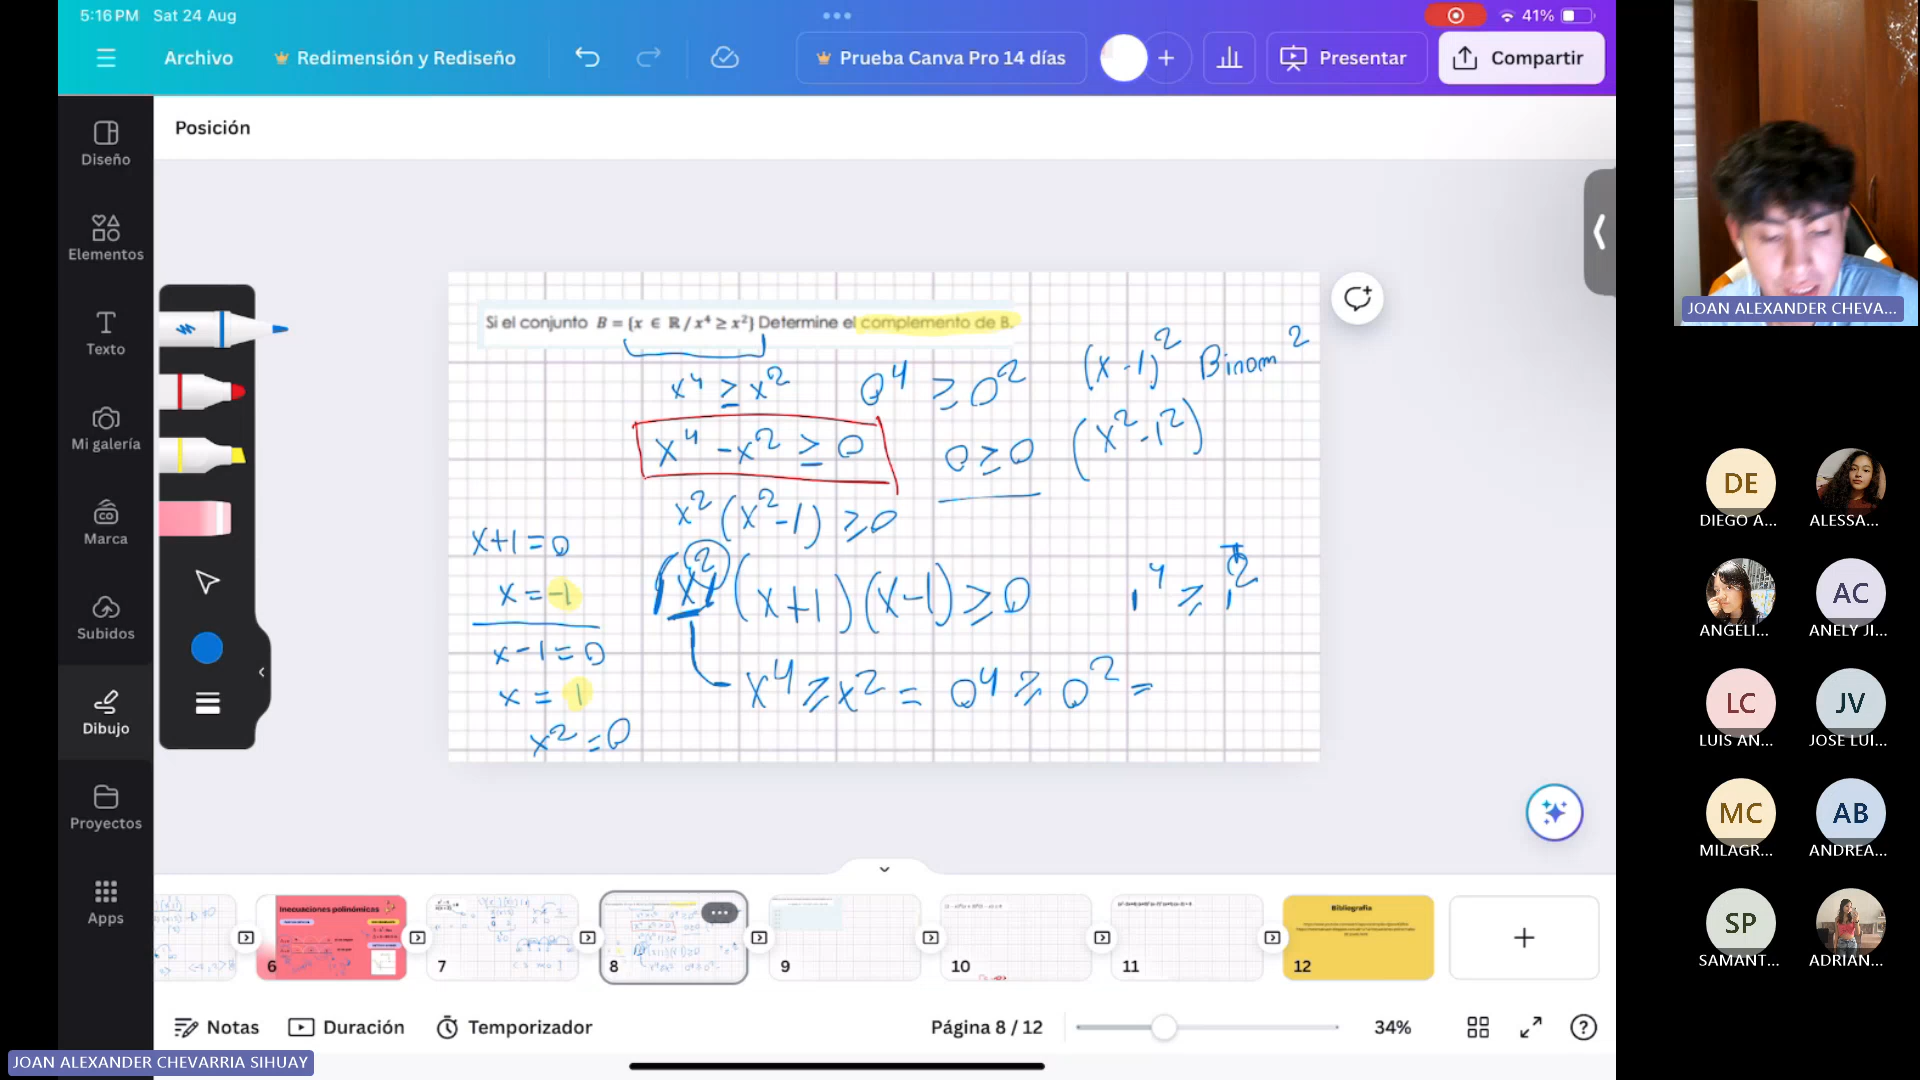 5:16 PM Sat 24 Aug
41%
Archivo
Redimensión y Rediseño
Prueba Canva Pro 14 días
Presentar
Compartir
Posición
Diseño
Elementos
Texto
Mi galería
Marca
Subidos
Dibujo
Proyectos
Apps
Si el conjunto B = {x ∈ ℝ / x⁴ ≥ x²} Determine el complemento de B.
x⁴ ≥ x²
0⁴ ≥ 0²
(x-1)² Binom²
x⁴ - x² ≥ 0
0 ≥ 0
(x² - 1²)
x² (x² - 1) ≥ 0
x+1 = 0
x = -1
x² (x+1) (x-1) ≥ 0
1⁴ ≥ 1²
x-1 = 0
x = 1
x² = 0
x⁴ ≥ x² = 0⁴ ≥ 0² =
6
Inecuaciones polinómicas
7
8
9
10
11
Bibliografía
12
Notas
Duración
Temporizador
Página 8 / 12
34%
JOAN ALEXANDER CHEVARRIA SIHUAY
JOAN ALEXANDER CHEVA...
DE
DIEGO A...
ALESSA...
ANGELI...
AC
ANELY JI...
LC
LUIS AN...
JV
JOSE LUI...
MC
MILAGR...
AB
ANDREA...
SP
SAMANT...
ADRIAN...